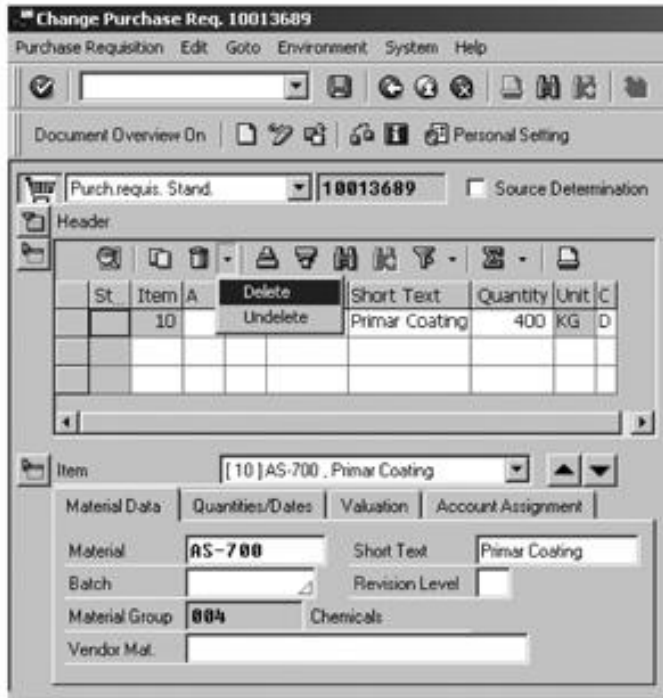 Change Purchase Req. 10013689
Purchase Requisition Edit Goto Environment System Help
Document Overview On Personal Setting
Purch.requis. Stand. 10013689 Source Determination
Header
Delete
Undelete
St Item A Short Text Quantity Unit C
10 Primar Coating 400 KG D
Item [ 10 ] AS-700 , Primar Coating
Material Data Quantities/Dates Valuation Account Assignment
Material AS-700 Short Text Primar Coating
Batch Revision Level
Material Group 004 Chemicals
Vendor Mat.